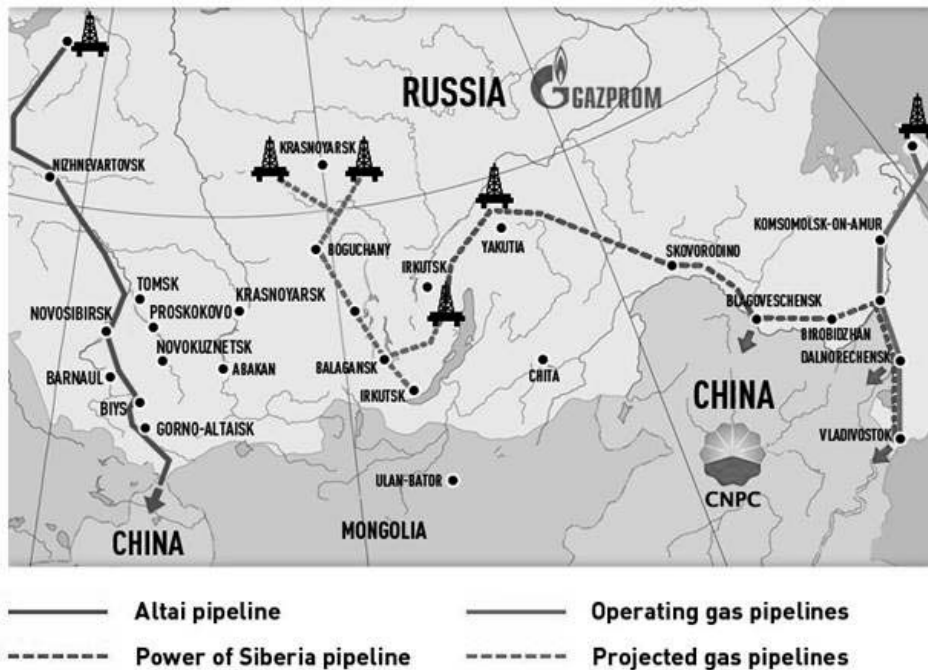 RUSSIA
GAZPROM
KRASNOYARSK
NIZHNEVARTOVSK
KOMSOMOLSK-ON-AMUR
YAKUTIA
BOGUCHANY
SKOVORODINO
IRKUTSK
TOMSK
KRASNOYARSK
BLAGOVESCHENSK
NOVOSIBIRSK
PROSKOKOVO
BIROBIDZHAN
NOVOKUZNETSK
DALNORECHENSK
BALAGANSK
ABAKAN
CHITA
BARNAUL
IRKUTSK
CHINA
BIYS
GORNO-ALTAISK
VLADIVOSTOK
ULAN-BATOR
CNPC
MONGOLIA
CHINA
Altai pipeline
Operating gas pipelines
Power of Siberia pipeline
Projected gas pipelines